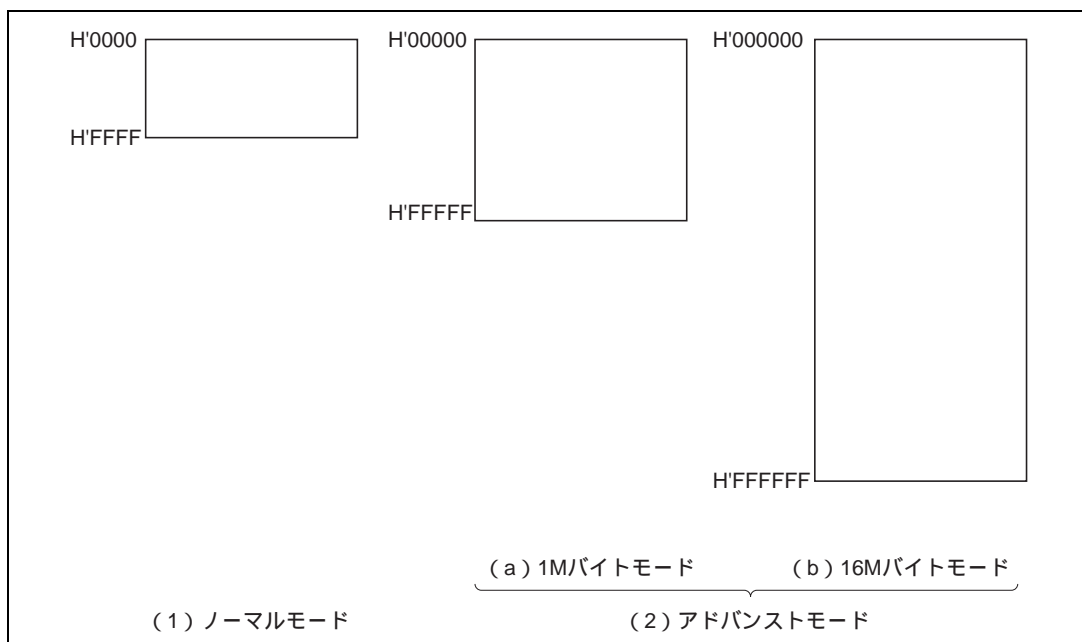 H'0000
H'00000
H'000000
H'FFFF
H'FFFFF
H'FFFFFF
（a）1Mバイトモード
（b）16Mバイトモード
（1）ノーマルモード
（2）アドバンストモード